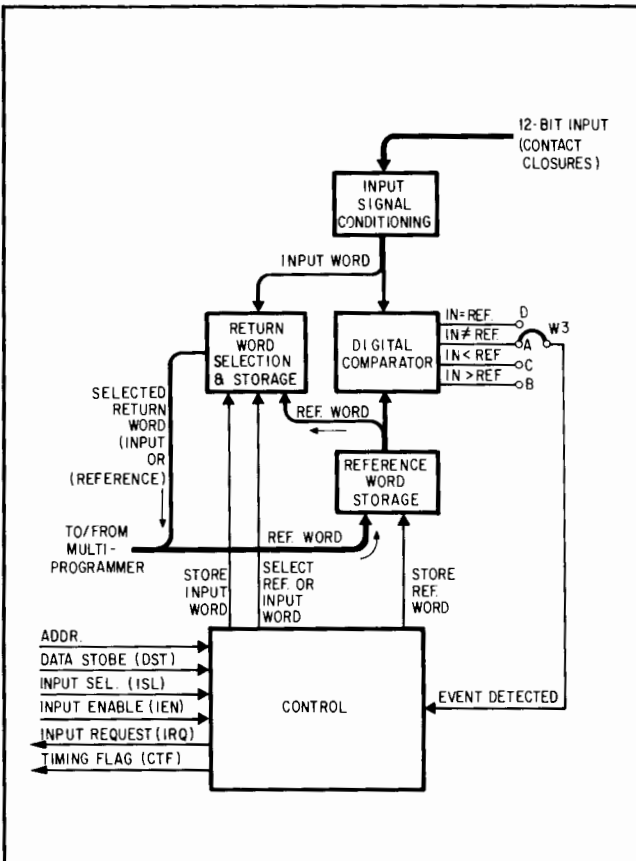 12-BIT INPUT
(CONTACT
CLOSURES)
INPUT
SIGNAL
CONDITIONING
INPUT WORD
RETURN
WORD
SELECTION
& STORAGE
DIGITAL
COMPARATOR
IN=REF. D
IN≠REF. A
W3
IN<REF C
IN>REF B
SELECTED
RETURN
WORD
(INPUT
OR
(REFERENCE)
REF. WORD
REFERENCE
WORD
STORAGE
TO/FROM
MULTI-
PROGRAMMER
REF. WORD
STORE
INPUT
WORD
SELECT
REF. OR
INPUT
WORD
STORE
REF.
WORD
ADDR.
DATA STOBE (DST)
INPUT SEL. (ISL)
INPUT ENABLE (IEN)
INPUT REQUEST (IRQ)
TIMING FLAG (CTF)
CONTROL
EVENT DETECTED